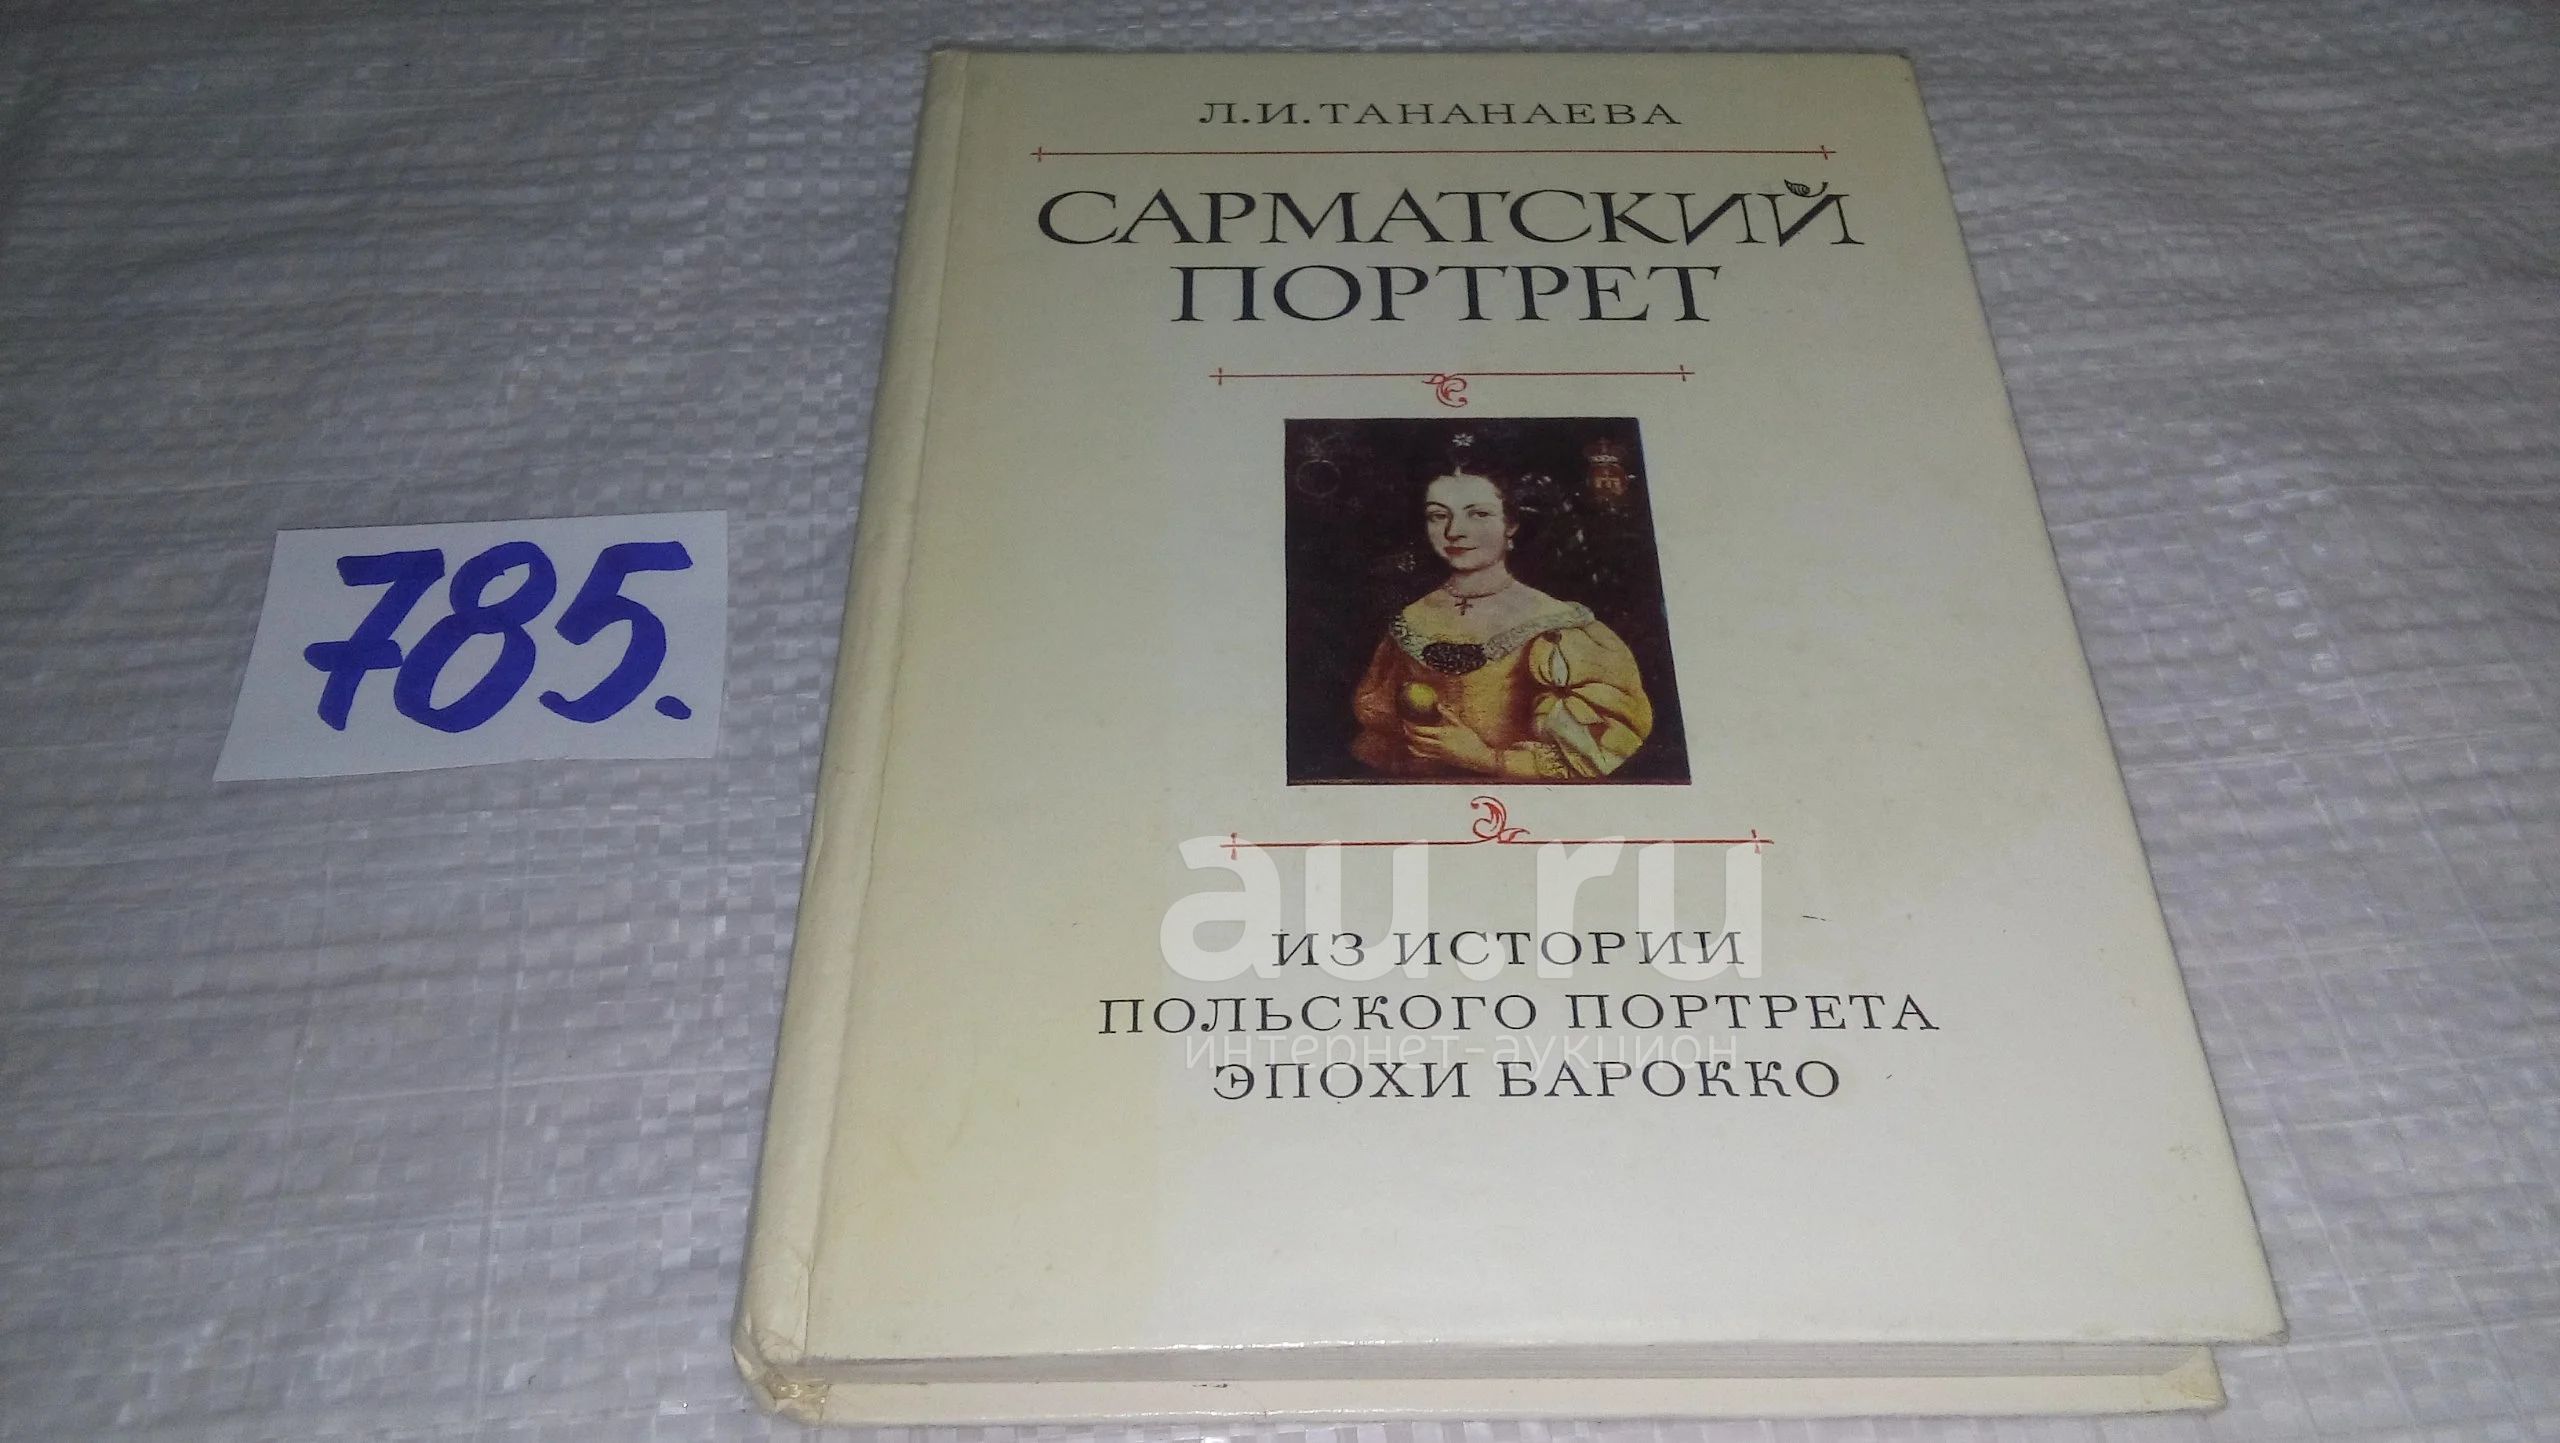 785.
Л.И.ТАНАНАЕВА
САРМАТСКИЙ
ПОРТРЕТ
au.ru
ИЗ ИСТОРИИ
ПОЛЬСКОГО ПОРТРЕТА
интернет-аукцион
ЭПОХИ БАРОККО